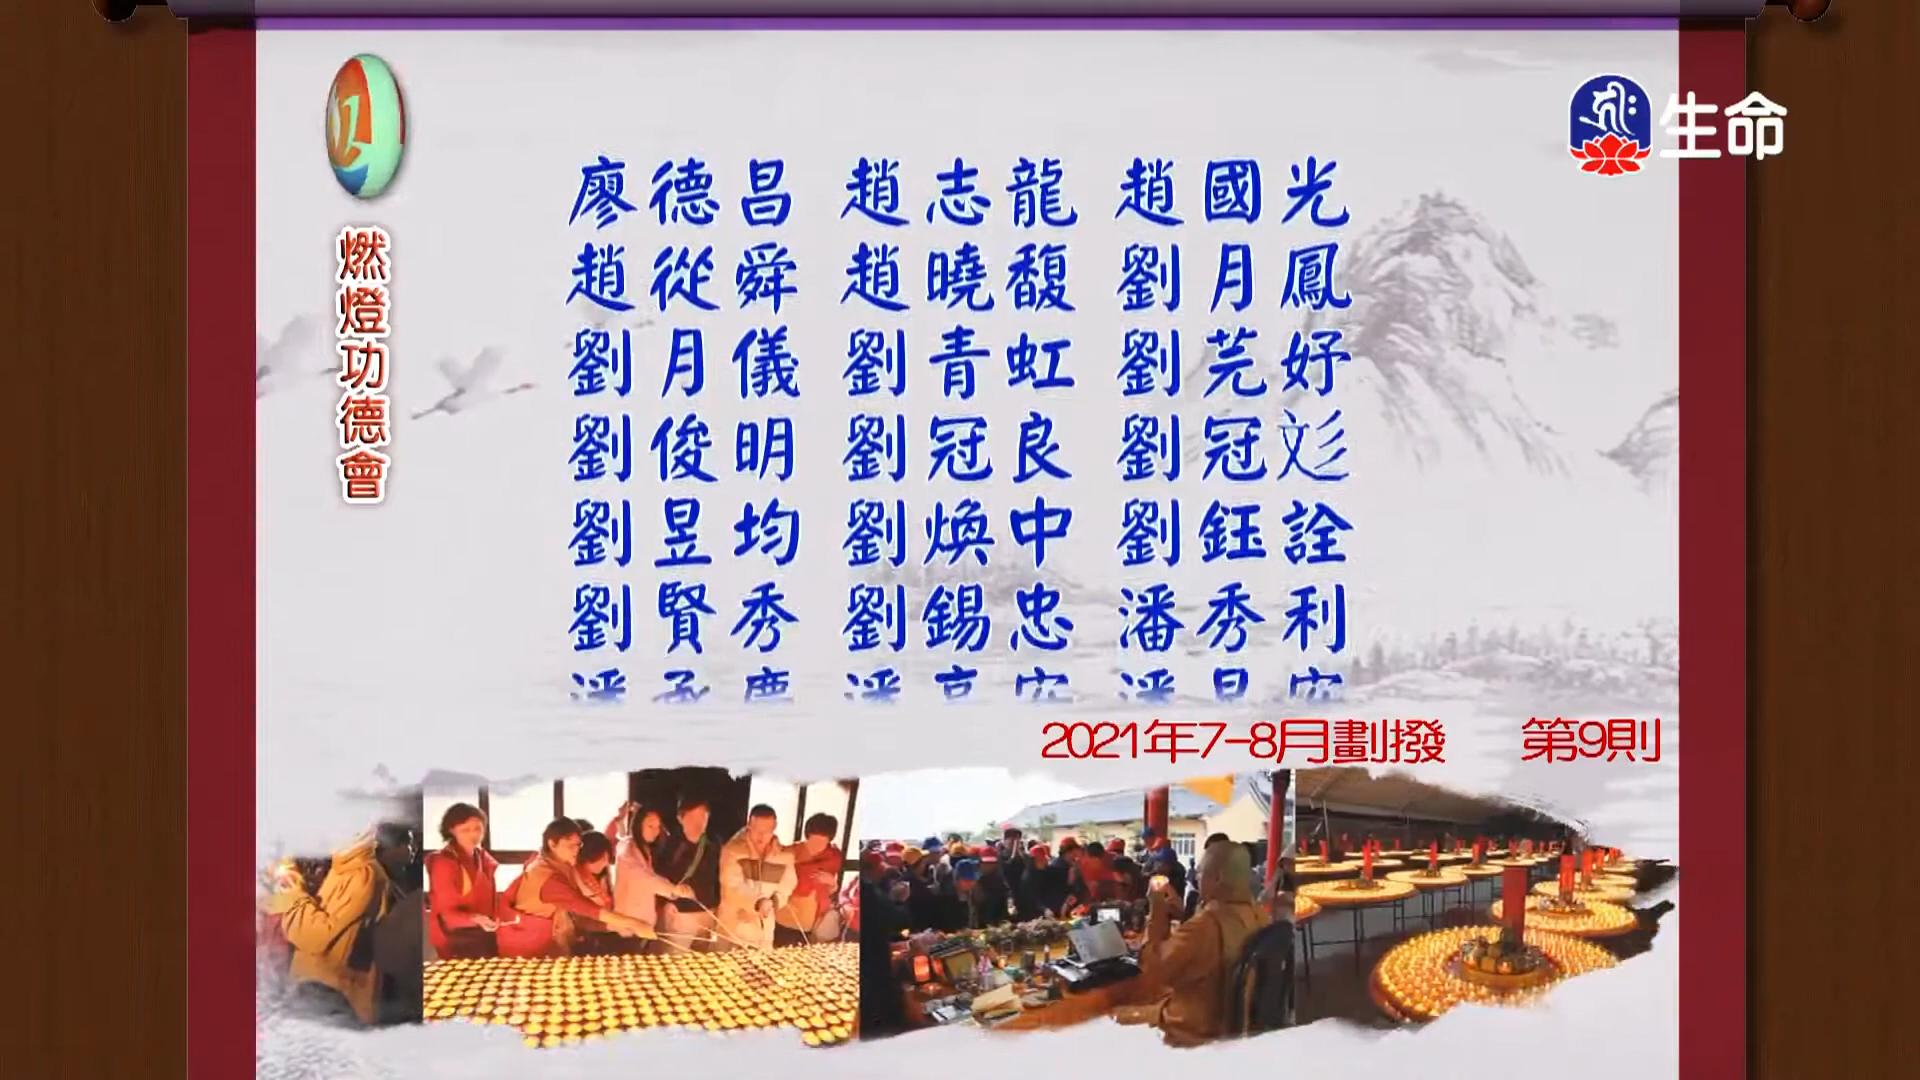 生命
燃燈功德會
廖德昌 趙志龍 趙國光
趙從舜 趙曉馥 劉月鳳
劉月儀 劉青虹 劉芫妤
劉俊明 劉冠良 劉冠彣
劉昱均 劉煥中 劉鈺詮
劉賢秀 劉錫忠 潘秀利
2021年7-8月劃撥 第9則